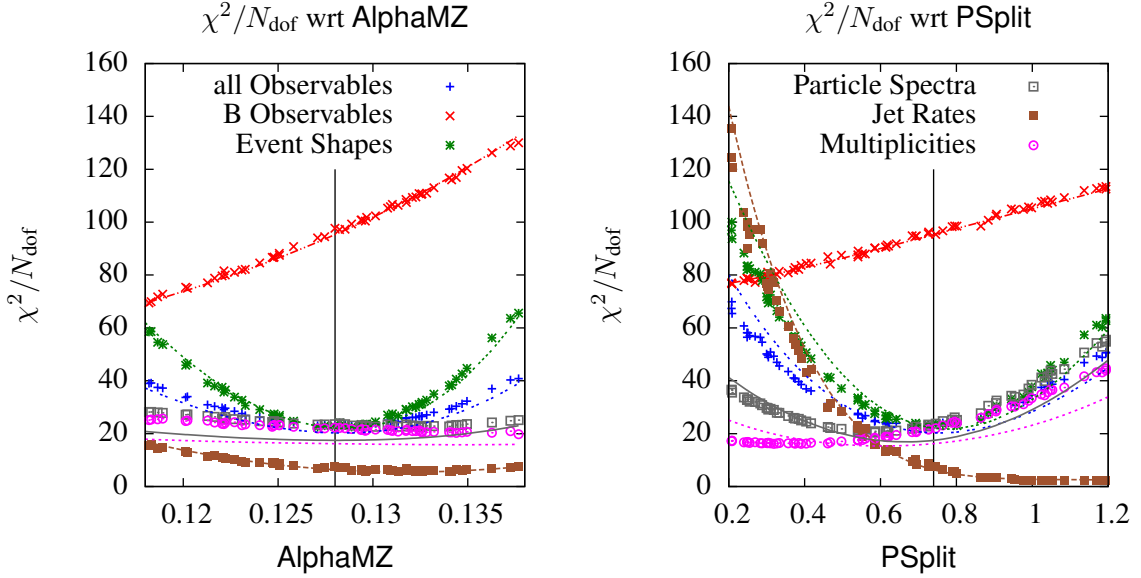 χ²/N_dof wrt AlphaMZ
160
140
120
100
80
60
40
20
0
χ²/N_dof
all Observables
B Observables
Event Shapes
0.12
0.125
0.13
0.135
AlphaMZ
χ²/N_dof wrt PSplit
160
140
120
100
80
60
40
20
0
χ²/N_dof
Particle Spectra
Jet Rates
Multiplicities
0.2
0.4
0.6
0.8
1
1.2
PSplit